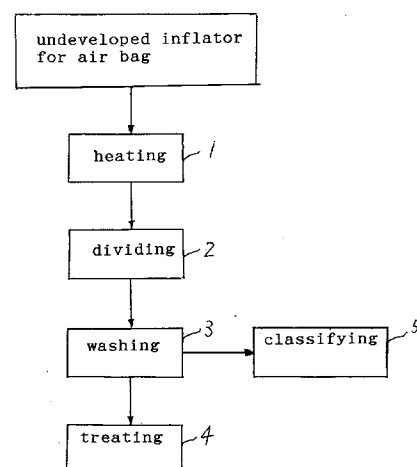 undeveloped inflator
for air bag
heating 1
dividing 2
washing 3
classifying 5
treating 4